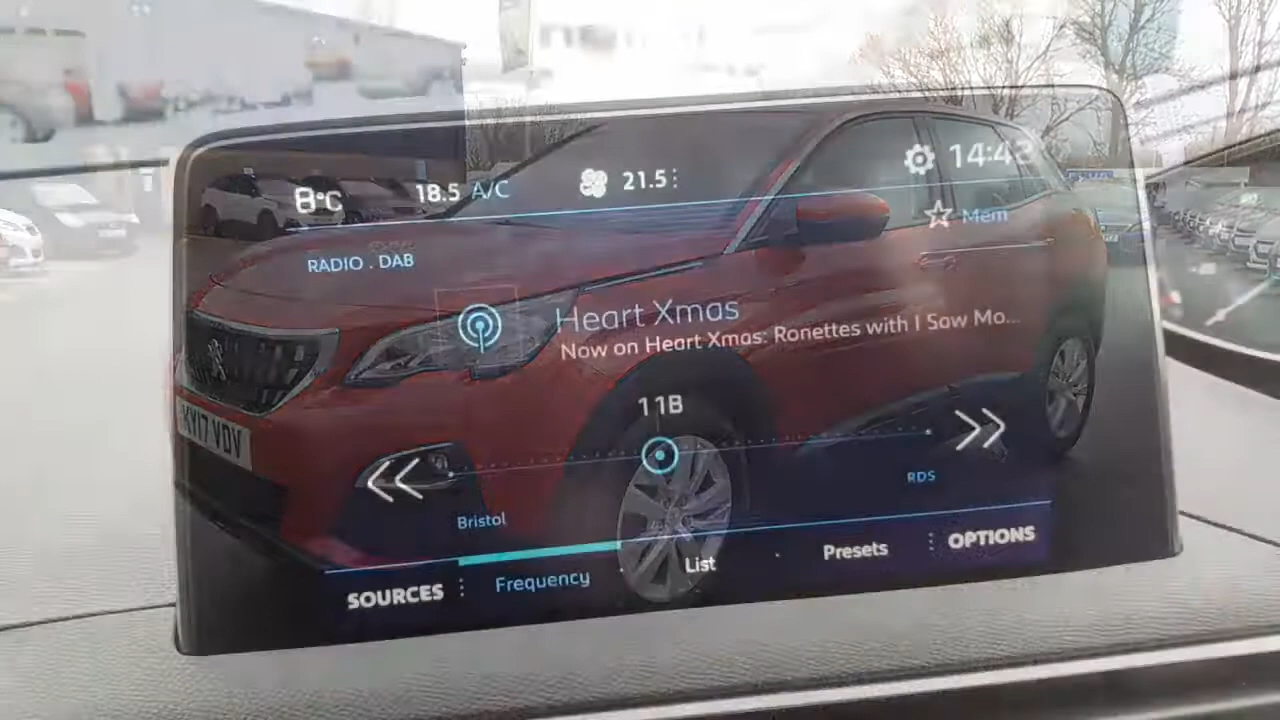 8°C 18.5 A/C 21.5 14:43
Mem
RADIO . DAB
Heart Xmas
Now on Heart Xmas: Ronettes with I Saw Mo...
11B
KY17 VDV
RDS
Bristol
SOURCES Frequency List Presets OPTIONS